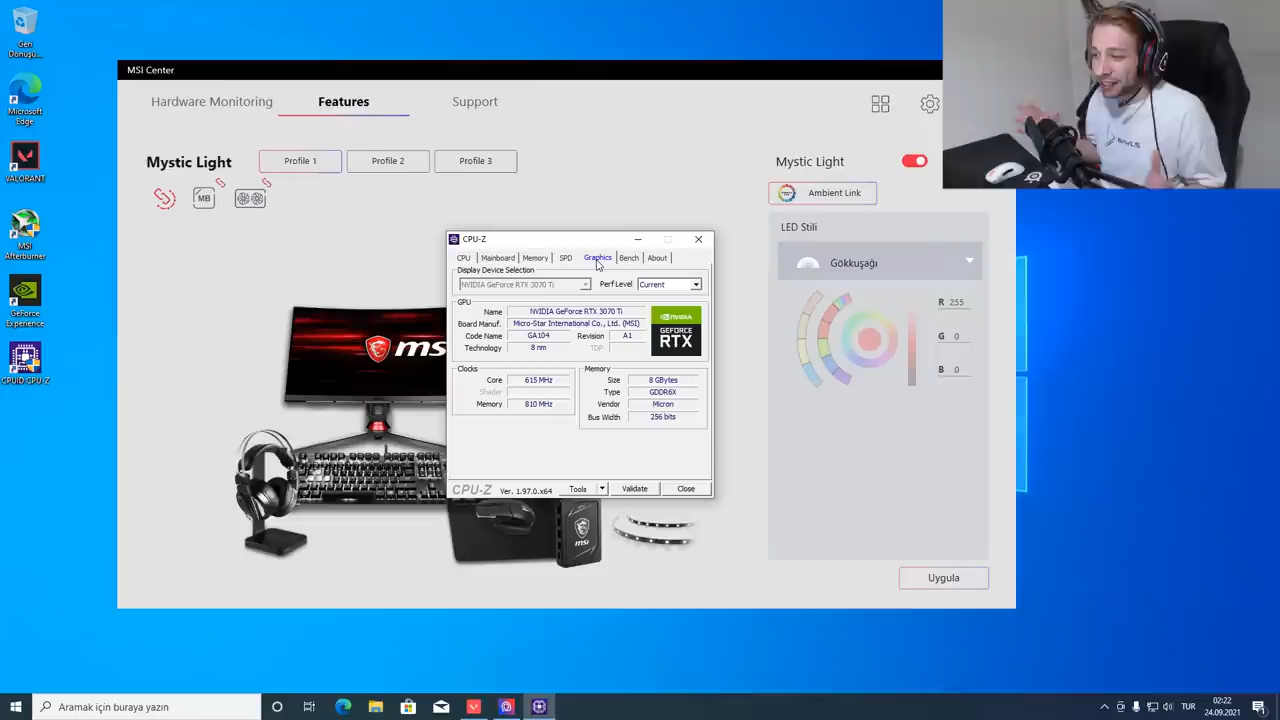 Geri
Dönüşü...
Microsoft
Edge
VALORANT
MSI
Afterburner
GeForce
Experience
CPUID CPU-Z
MSI Center
Hardware Monitoring
Features
Support
Mystic Light
Profile 1
Profile 2
Profile 3
MB
Mystic Light
Ambient Link
LED Stili
Gökkuşağı
R 255
G 0
B 0
Uygula
msi
CPU-Z
CPU Mainboard Memory SPD Graphics Bench About
Display Device Selection
NVIDIA GeForce RTX 3070 Ti Perf Level Current
GPU
Name NVIDIA GeForce RTX 3070 Ti
Board Manuf. Micro-Star International Co., Ltd. (MSI)
Code Name GA104 Revision A1
Technology 8 nm TDP
NVIDIA
GEFORCE
RTX
Clocks
Core 615 MHz
Shader
Memory 810 MHz
Memory
Size 8 GBytes
Type GDDR6X
Vendor Micron
Bus Width 256 bits
CPU-Z Ver. 1.97.0.x64 Tools Validate Close
msi
Aramak için buraya yazın
TUR
02:22
24.09.2021
1